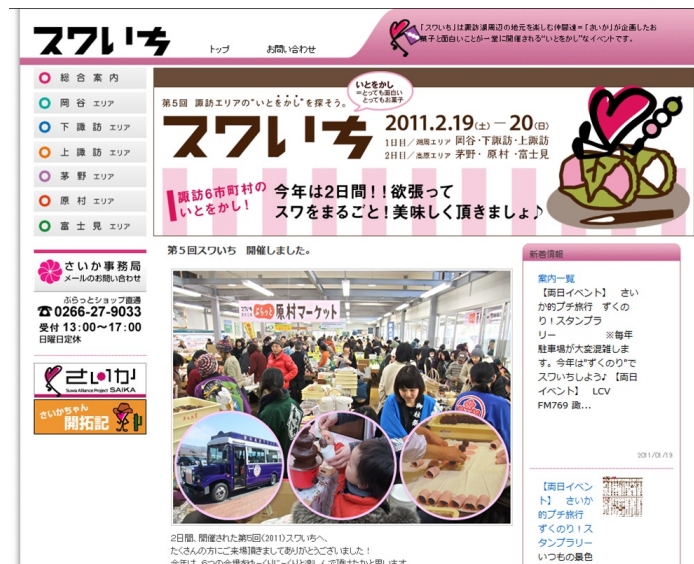 スワいち
トップ
お問い合わせ
「スワいち」は諏訪湖周辺の地元を楽しむ仲間達=「さいか」が企画したお
菓子と面白いことが一堂に開催される"いとをかし"なイベントです。
総合案内
岡谷 エリア
下諏訪 エリア
上諏訪 エリア
茅野 エリア
原村 エリア
富士見 エリア
いとをかし
=とっても面白い
とってもお菓子
第5回 諏訪エリアの"いとをかし"を探そう。
スワいち
2011.2.19(土)ー20(日)
1日目/湖周エリア 岡谷・下諏訪・上諏訪
2日目/高原エリア 茅野・原村・富士見
諏訪6市町村の
いとをかし!
今年は2日間!!欲張って
スワをまるごと!美味しく頂きましょ♪
さいか事務局
メールのお問い合わせ
ぷらっとショップ直通
☎0266-27-9033
受付 13:00〜17:00
日曜日定休
さいか
Suwa Alliance Project SAIKA
さいかちゃん
開拓記
第5回スワいち 開催しました。
スワいち
ぷらっと
原村マーケット
2日間、開催された第5回(2011)スワいちへ、
たくさんの方にご来場頂きましてありがとうございました!
新着情報
案内一覧
【両日イベント】 さい
か的プチ旅行 ずくの
り!スタンプラ
リー ※毎年
駐車場が大変混雑しま
す。今年は"ずくのり"で
スワいちしよう♪ 【両日
イベント】 LCV
FM769 諏...
2011/01/19
【両日イベン
ト】 さいか
的プチ旅行
ずくのり!ス
タンプラリー
いつもの景色